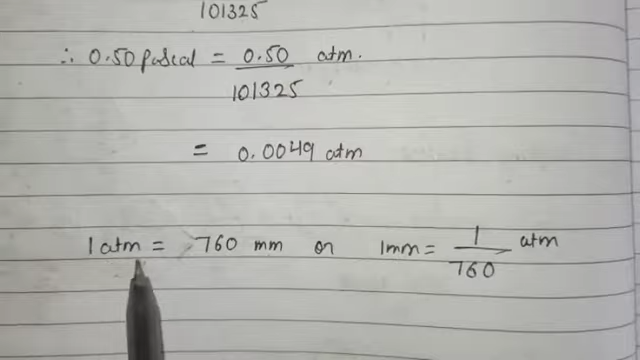 101325
∴ 0.50 pascal = 0.50/101325 atm.
= 0.0049 atm
1 atm = 760 mm or 1mm = 1/760 atm